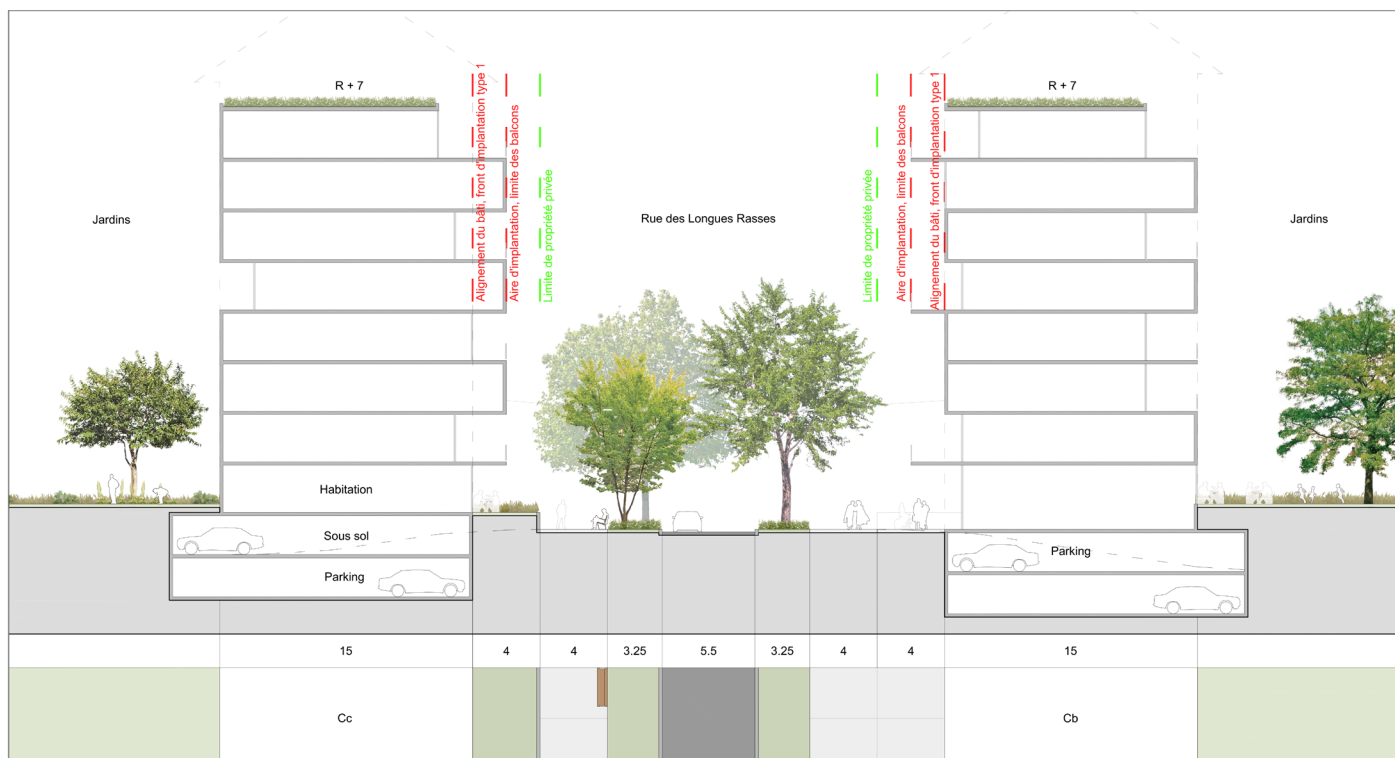 R + 7
R + 7
Alignement du bâti, front d'implantation type 1
Aire d'implantation, limite des balcons
Limite de propriété privée
Limite de propriété privée
Aire d'implantation, limite des balcons
Alignement du bâti, front d'implantation type 1
Jardins
Rue des Longues Rasses
Jardins
Habitation
Sous sol
Parking
Parking
15
4
4
3.25
5.5
3.25
4
4
15
Cc
Cb